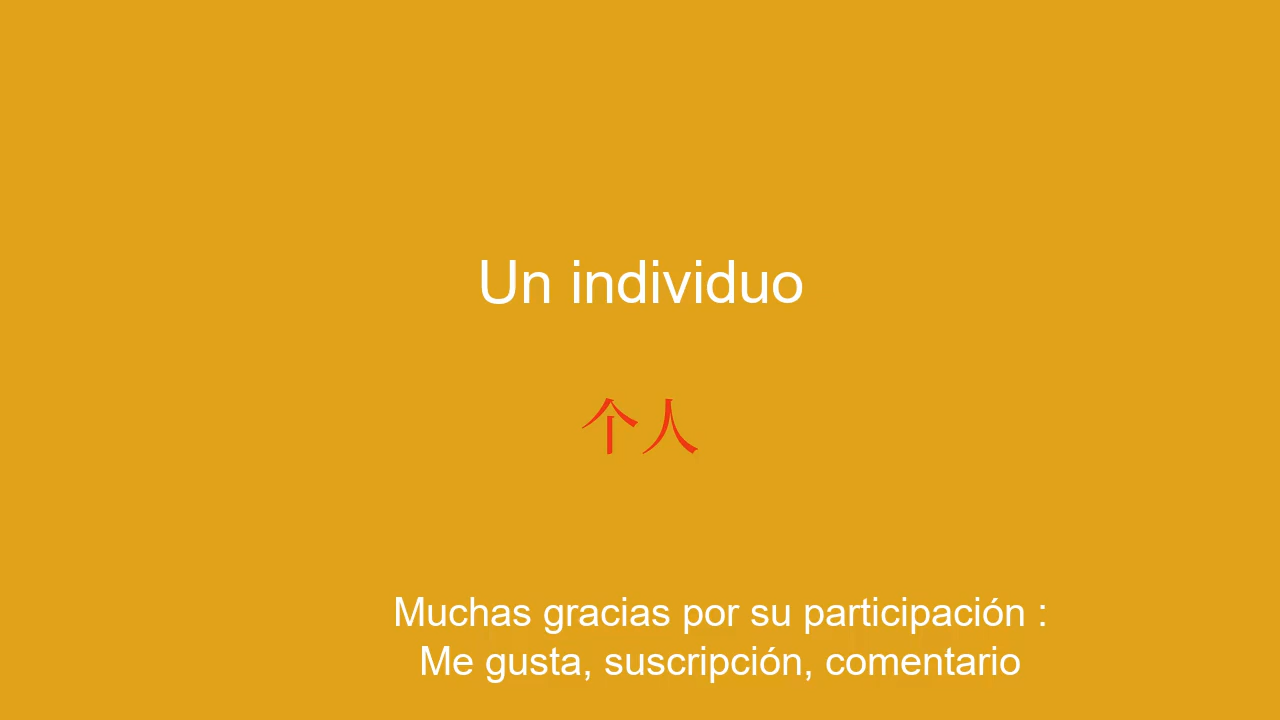 Un individuo
个人
Muchas gracias por su participación :
Me gusta, suscripción, comentario